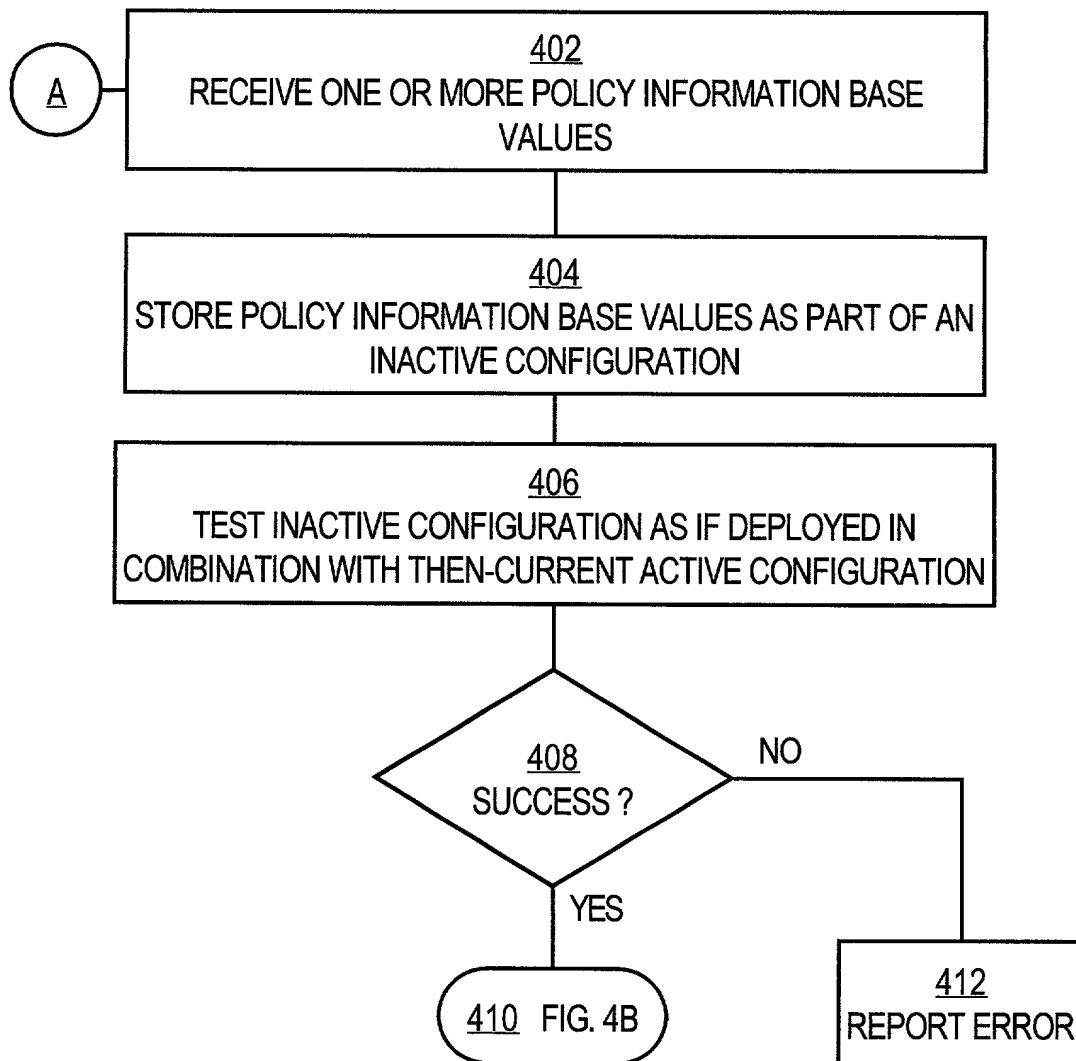 A
402
RECEIVE ONE OR MORE POLICY INFORMATION BASE
VALUES
404
STORE POLICY INFORMATION BASE VALUES AS PART OF AN
INACTIVE CONFIGURATION
406
TEST INACTIVE CONFIGURATION AS IF DEPLOYED IN
COMBINATION WITH THEN-CURRENT ACTIVE CONFIGURATION
408
SUCCESS ?
NO
YES
410 FIG. 4B
412
REPORT ERROR